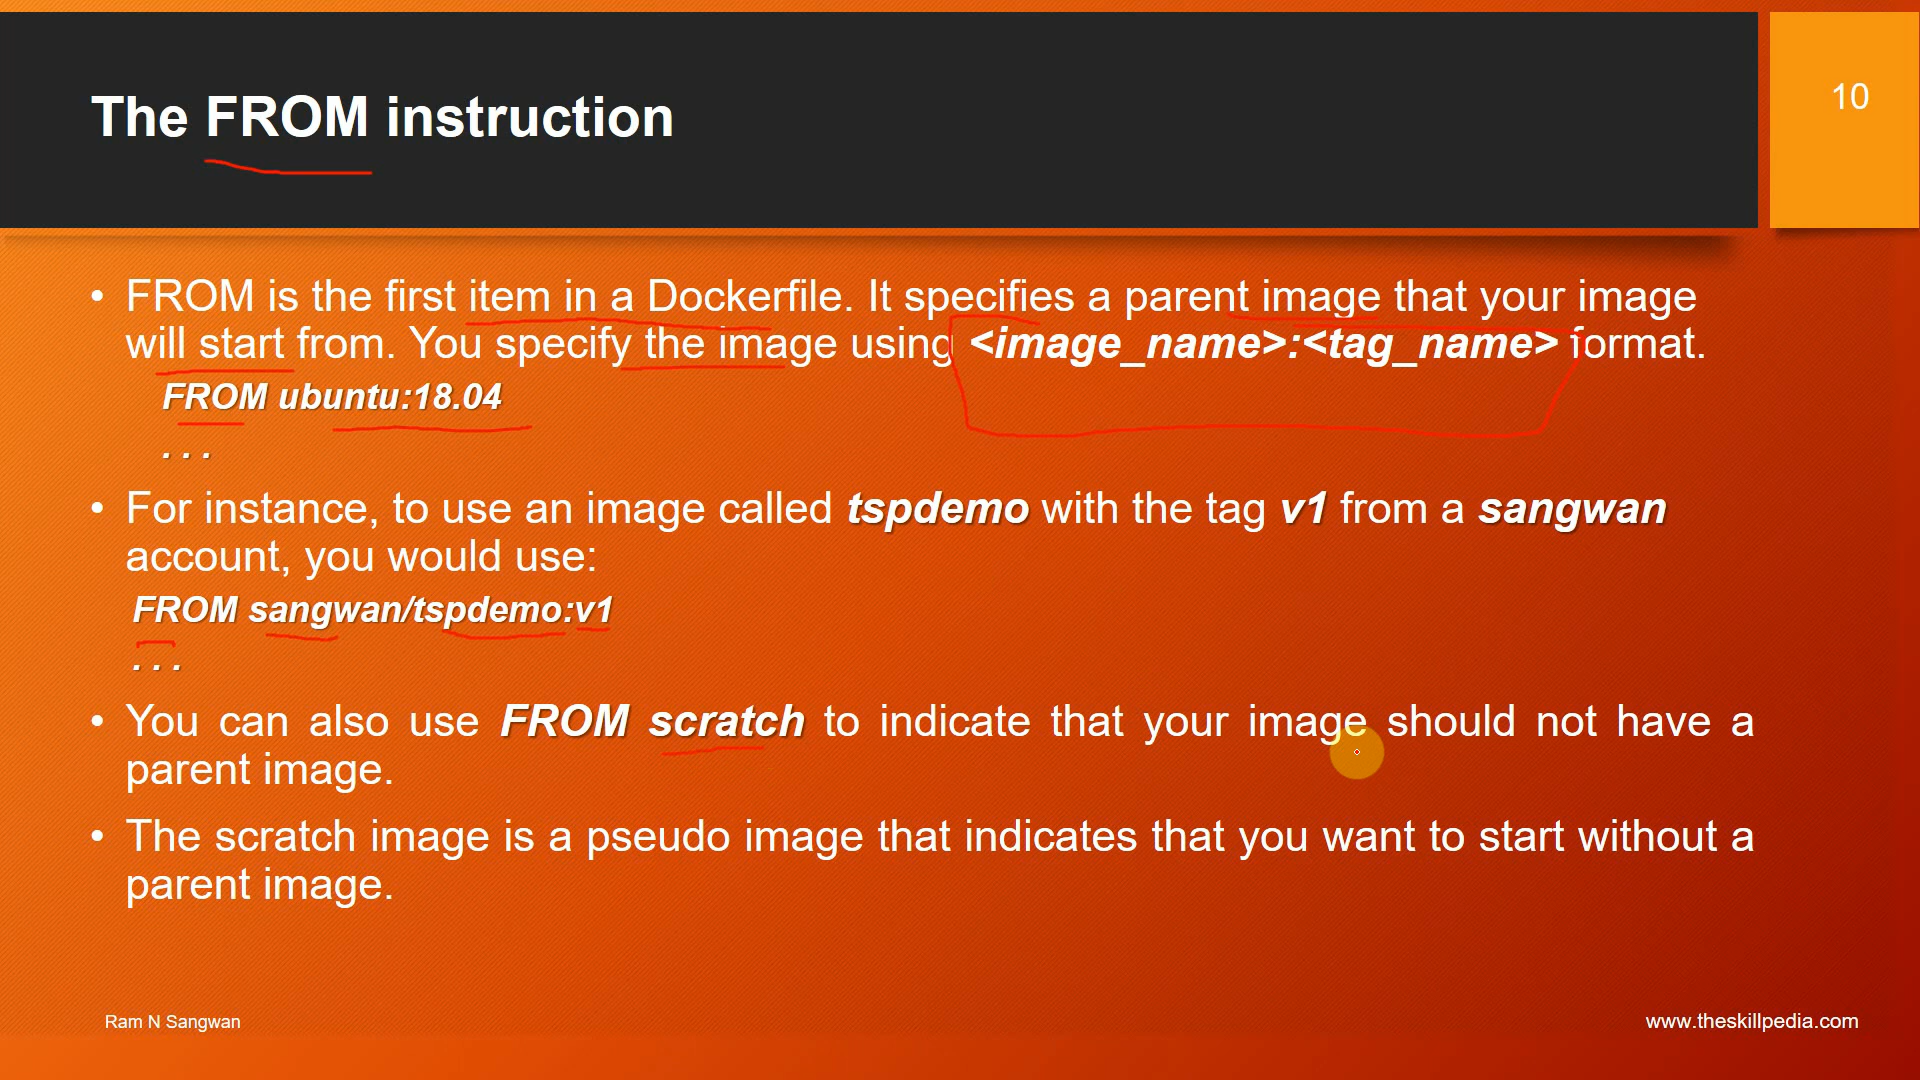 The FROM instruction
10
• FROM is the first item in a Dockerfile. It specifies a parent image that your image
will start from. You specify the image using <image_name>:<tag_name> format.
FROM ubuntu:18.04
. . .
• For instance, to use an image called tspdemo with the tag v1 from a sangwan
account, you would use:
FROM sangwan/tspdemo:v1
. . .
• You can also use FROM scratch to indicate that your image should not have a
parent image.
• The scratch image is a pseudo image that indicates that you want to start without a
parent image.
Ram N Sangwan
www.theskillpedia.com